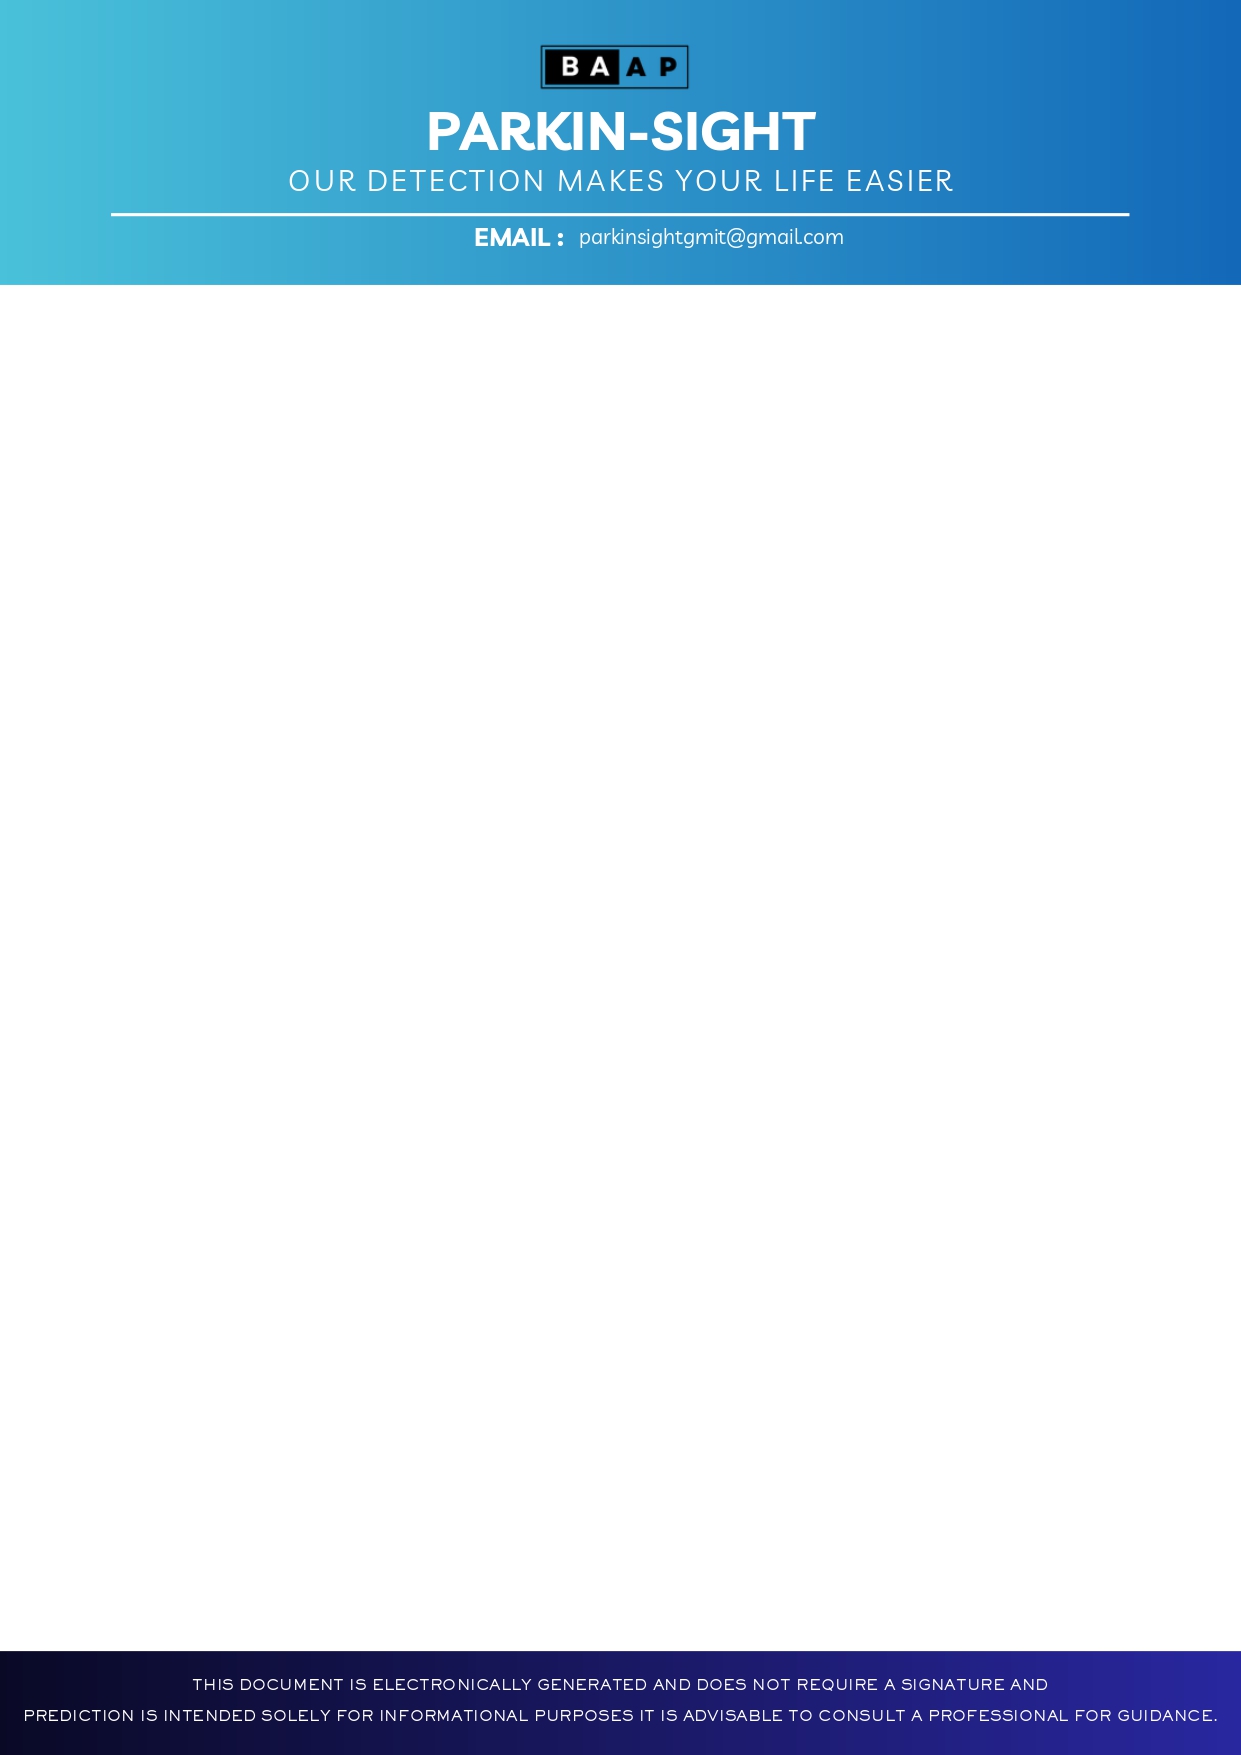 BAAP
PARKIN-SIGHT
OUR DETECTION MAKES YOUR LIFE EASIER
EMAIL : parkinsightgmit@gmail.com
THIS DOCUMENT IS ELECTRONICALLY GENERATED AND DOES NOT REQUIRE A SIGNATURE AND
PREDICTION IS INTENDED SOLELY FOR INFORMATIONAL PURPOSES IT IS ADVISABLE TO CONSULT A PROFESSIONAL FOR GUIDANCE.